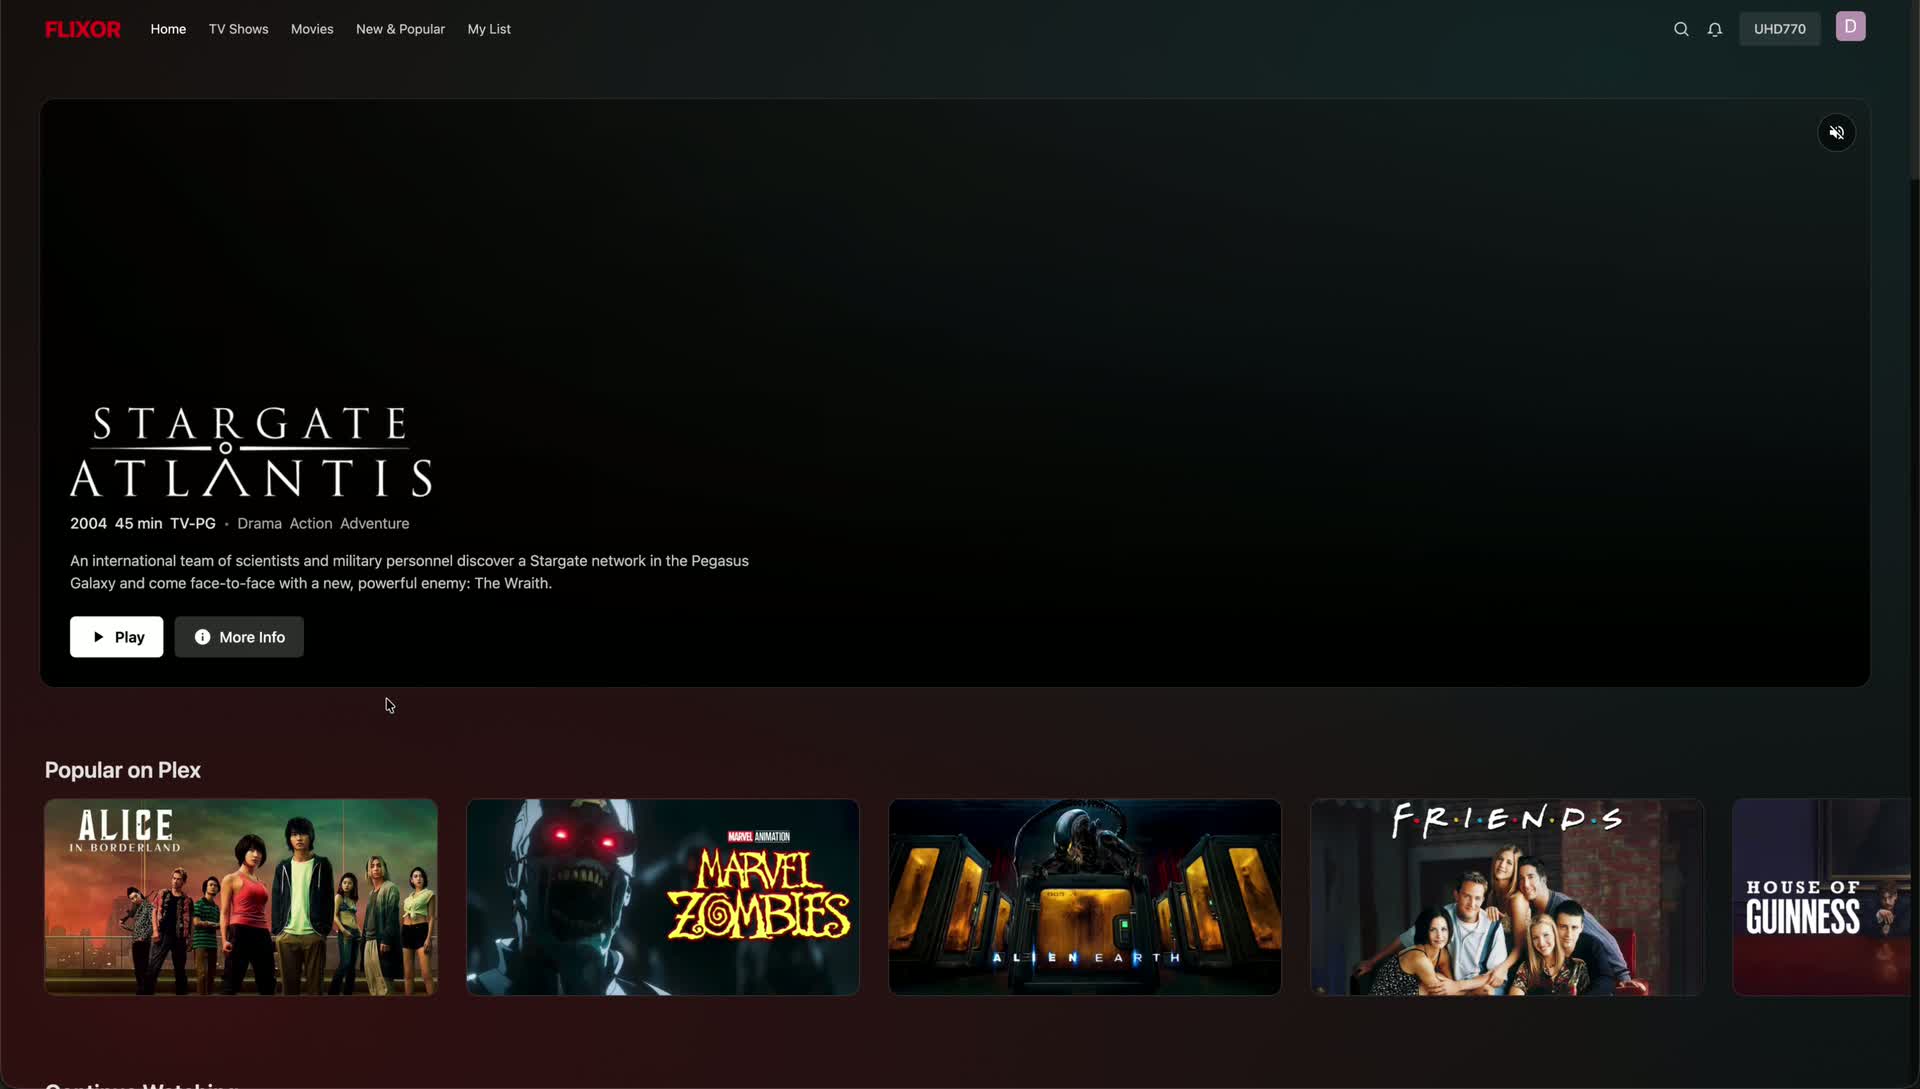 FLIXOR Home TV Shows Movies New & Popular My List UHD770 D
STARGATE
ATLANTIS
2004 45 min TV-PG • Drama Action Adventure
An international team of scientists and military personnel discover a Stargate network in the Pegasus
Galaxy and come face-to-face with a new, powerful enemy: The Wraith.
Play More Info
Popular on Plex
ALICE
IN BORDERLAND
MARVEL ANIMATION
MARVEL
ZOMBIES
ALIEN EARTH
F·R·I·E·N·D·S
HOUSE OF
GUINNESS
Continue Watching